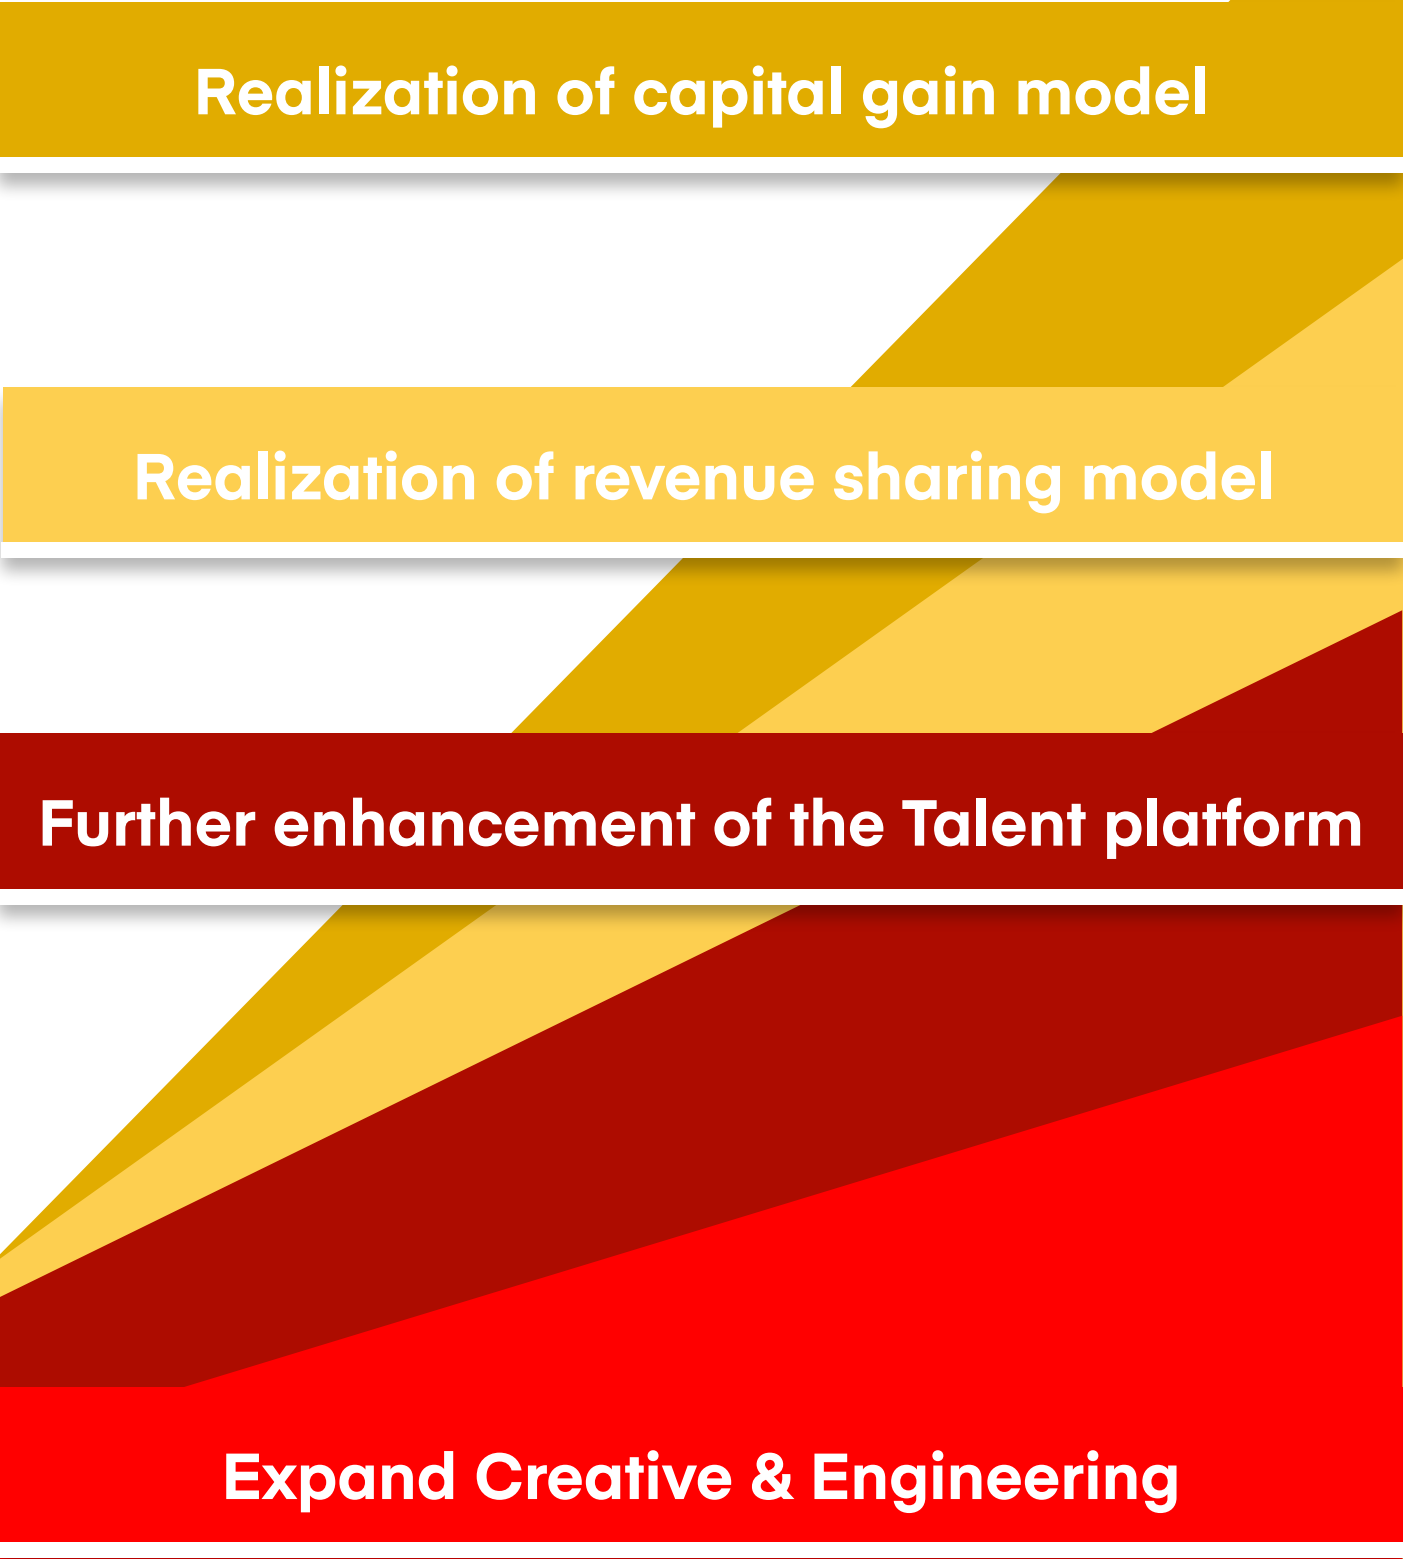 Realization of capital gain model
Realization of revenue sharing model
Further enhancement of the Talent platform
Expand Creative & Engineering